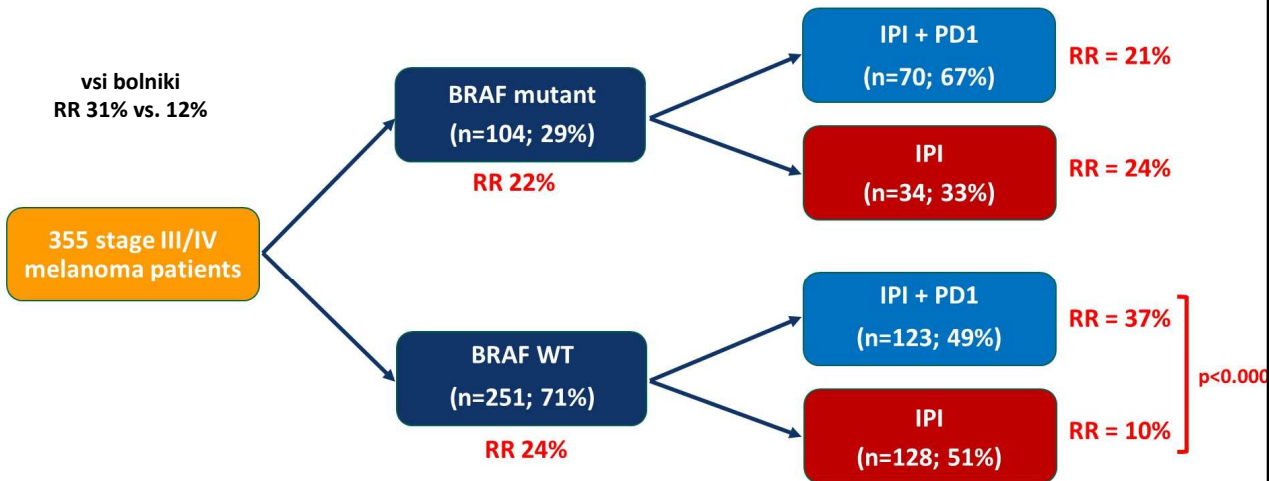 vsi bolniki
RR 31% vs. 12%
355 stage III/IV
melanoma patients
BRAF mutant
(n=104; 29%)
RR 22%
IPI + PD1
(n=70; 67%)
RR = 21%
IPI
(n=34; 33%)
RR = 24%
BRAF WT
(n=251; 71%)
RR 24%
IPI + PD1
(n=123; 49%)
RR = 37%
IPI
(n=128; 51%)
RR = 10%
p<0.000